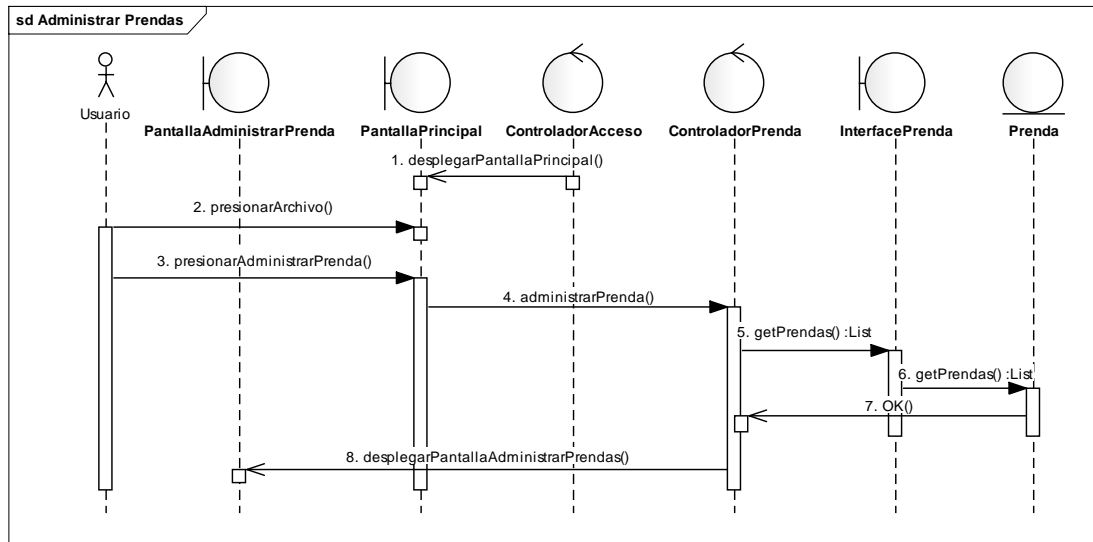 sd Administrar Prendas
Usuario
PantallaAdministrarPrenda
PantallaPrincipal
ControladorAcceso
ControladorPrenda
InterfacePrenda
Prenda
1. desplegarPantallaPrincipal()
2. presionarArchivo()
3. presionarAdministrarPrenda()
4. administrarPrenda()
5. getPrendas() :List
6. getPrendas() :List
7. OK()
8. desplegarPantallaAdministrarPrendas()